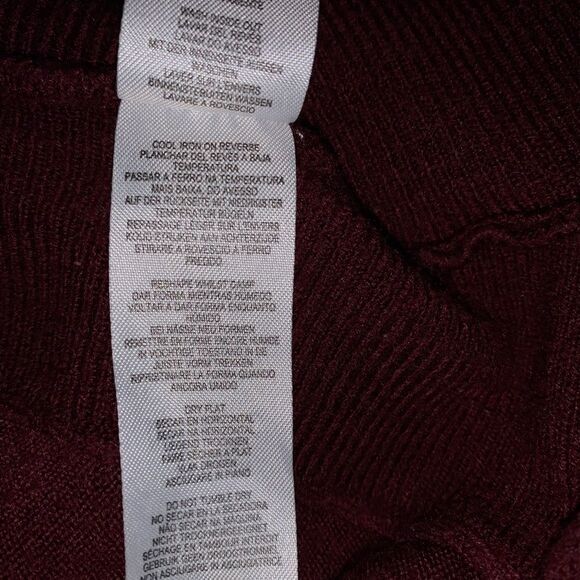 WASH INSIDE OUT
LAVAR DEL REVÉS
LAVAR DO AVESSO
MIT DER INNENSEITE AUSSEN
WASCHEN
LAVER SUR L'ENVERS
BINNENSTEBUITEN WASSEN
LAVARE A ROVESCIO
COOL IRON ON REVERSE
PLANCHAR DEL REVES A BAJA
TEMPERATURA
PASSAR A FERRO NA TEMPERATURA
MAIS BAIXA, DO AVESSO
AUF DER RÜCKSEITE MIT NIEDRIGSTER
TEMPERATUR BÜGELN
REPASSAGE LÉGER SUR L'ENVERS
KOUD STRIJKEN AAN ACHTERZIJDE
STIRARE A ROVESCIO A FERRO
FREDDO
RESHAPE WHILST DAMP
DAR FORMA MIENTRAS HÚMEDO
VOLTAR A DAR FORMA ENQUANTO
HÚMIDO
BEI NÄSSE NEU FORMEN
REMETTRE EN FORME ENCORE HUMIDE
IN VOCHTIGE TOESTAND IN DE
JUISTE VORM TREKKEN
RIPRISTINARE LA FORMA QUANDO
ANCORA UMIDO
DRY FLAT
SECAR EN HORIZONTAL
SECAR EN HORIZONTAL
LIEGEND TROCKNEN
FAIRE SÉCHER À PLAT
VLAK DROGEN
ASCIUGARE IN PIANO
DO NOT TUMBLE DRY
NO SECAR EN LA SECADORA
NÃO SECAR NA MÁQUINA
NICHT TROCKNERGEEIGNET
SÉCHAGE EN TAMBOUR INTERDIT
GEBRUIK GEEN DROOGTROMMEL
NON ASCIUGARE IN ASCIUGATRICE